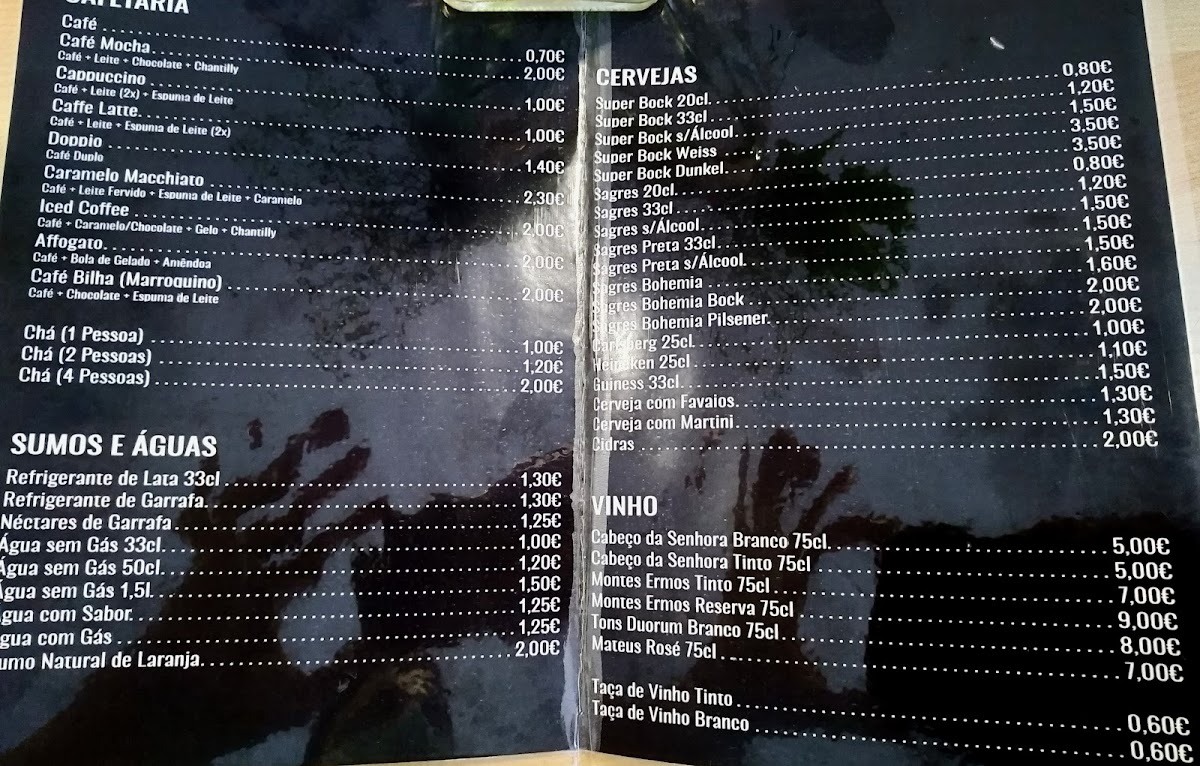 CAFETARIA
Café 0,70€
Café Mocha 2,00€
Café + Leite + Chocolate + Chantilly
Cappuccino 1,00€
Café + Leite (2x) + Espuma de Leite
Caffe Latte 1,00€
Café + Leite + Espuma de Leite (2x)
Doppio 1,40€
Café Duplo
Caramelo Macchiato 2,30€
Café + Leite Fervido + Espuma de Leite + Caramelo
Iced Coffee 2,00€
Café + Caramelo/Chocolate + Gelo + Chantilly
Affogato 2,00€
Café + Bola de Gelado + Amêndoa
Café Bilha (Marroquino) 2,00€
Café + Chocolate + Espuma de Leite
Chá (1 Pessoa) 1,00€
Chá (2 Pessoas) 1,20€
Chá (4 Pessoas) 2,00€
SUMOS E ÁGUAS
Refrigerante de Lata 33cl 1,30€
Refrigerante de Garrafa 1,30€
Néctares de Garrafa 1,25€
Água sem Gás 33cl 1,00€
Água sem Gás 50cl 1,20€
Água sem Gás 1,5l 1,50€
Água com Sabor 1,25€
gua com Gás 1,25€
umo Natural de Laranja 2,00€
CERVEJAS
Super Bock 20cl 0,80€
Super Bock 33cl 1,20€
Super Bock s/Álcool 1,50€
Super Bock Weiss 3,50€
Super Bock Dunkel 3,50€
Sagres 20cl 0,80€
Sagres 33cl 1,20€
Sagres s/Álcool 1,50€
Sagres Preta 33cl 1,50€
Sagres Preta s/Álcool 1,50€
Sagres Bohemia 1,60€
Sagres Bohemia Bock 2,00€
Sagres Bohemia Pilsener 2,00€
Carlsberg 25cl 1,00€
Heineken 25cl 1,10€
Guiness 33cl 1,50€
Cerveja com Favaios 1,30€
Cerveja com Martini 1,30€
Cidras 2,00€
VINHO
Cabeço da Senhora Branco 75cl 5,00€
Cabeço da Senhora Tinto 75cl 5,00€
Montes Ermos Tinto 75cl 7,00€
Montes Ermos Reserva 75cl 9,00€
Tons Duorum Branco 75cl 8,00€
Mateus Rosé 75cl 7,00€
Taça de Vinho Tinto 0,60€
Taça de Vinho Branco 0,60€